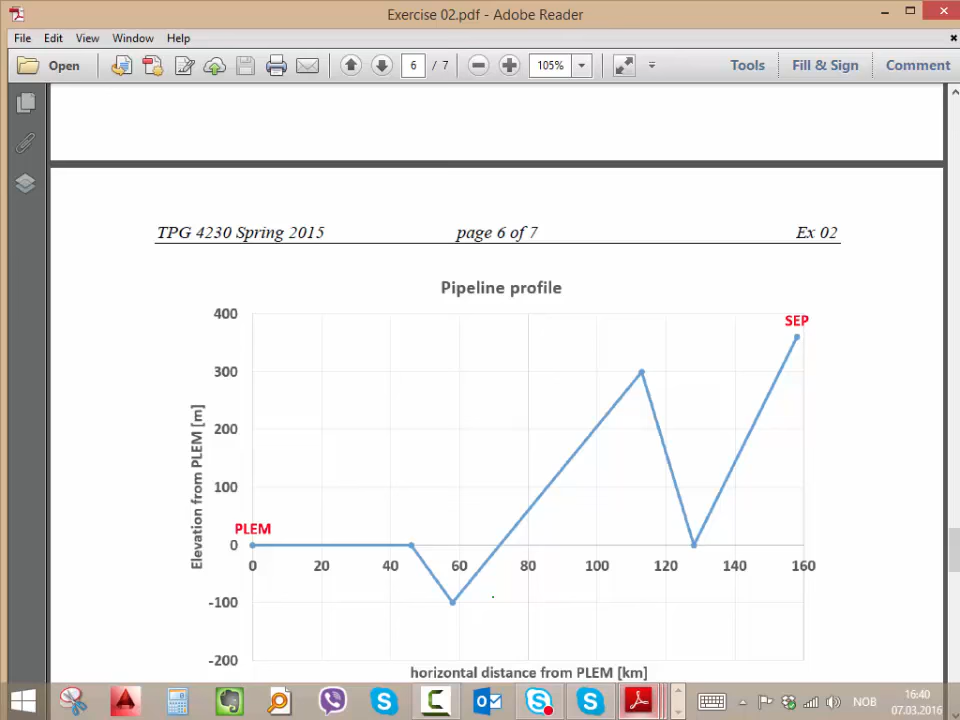 Exercise 02.pdf - Adobe Reader
File Edit View Window Help
Open 6 / 7 105% Tools Fill & Sign Comment
TPG 4230 Spring 2015 page 6 of 7 Ex 02
Pipeline profile
400
SEP
300
200
100
PLEM
0
0 20 40 60 80 100 120 140 160
-100
-200
Elevation from PLEM [m]
horizontal distance from PLEM [km]
NOB
16:40
07.03.2016